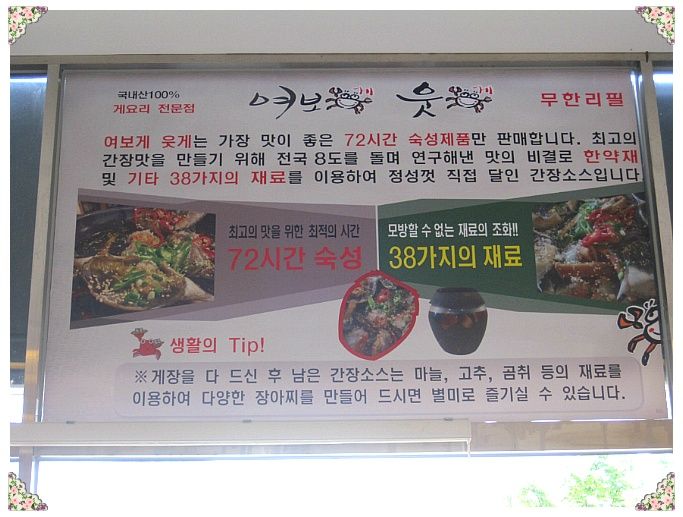 국내산100%
게요리 전문점
여보 웃
무한리필
여보게 웃게는 가장 맛이 좋은 72시간 숙성제품만 판매합니다. 최고의
간장맛을 만들기 위해 전국 8도를 돌며 연구해낸 맛의 비결로 한약재
및 기타 38가지의 재료를 이용하여 정성껏 직접 달인 간장소스입니다
최고의 맛을 위한 최적의 시간
72시간 숙성
모방할 수 없는 재료의 조화!!
38가지의 재료
생활의 Tip!
※게장을 다 드신 후 남은 간장소스는 마늘, 고추, 곰취 등의 재료를
이용하여 다양한 장아찌를 만들어 드시면 별미로 즐기실 수 있습니다.